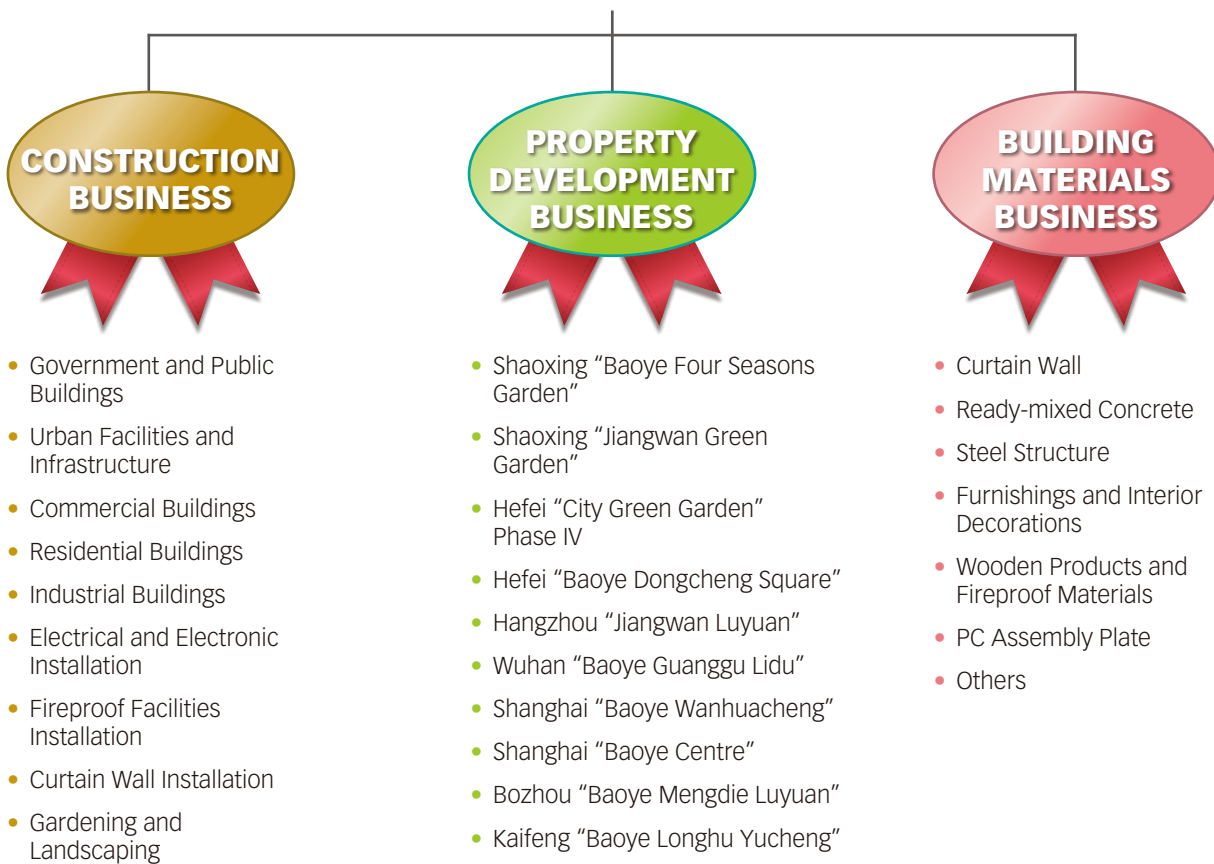 CONSTRUCTION
BUSINESS
• Government and Public
Buildings
• Urban Facilities and
Infrastructure
• Commercial Buildings
• Residential Buildings
• Industrial Buildings
• Electrical and Electronic
Installation
• Fireproof Facilities
Installation
• Curtain Wall Installation
• Gardening and
Landscaping
PROPERTY
DEVELOPMENT
BUSINESS
• Shaoxing “Baoye Four Seasons
Garden”
• Shaoxing “Jiangwan Green
Garden”
• Hefei “City Green Garden”
Phase IV
• Hefei “Baoye Dongcheng Square”
• Hangzhou “Jiangwan Luyuan”
• Wuhan “Baoye Guanggu Lidu”
• Shanghai “Baoye Wanhuacheng”
• Shanghai “Baoye Centre”
• Bozhou “Baoye Mengdie Luyuan”
• Kaifeng “Baoye Longhu Yucheng”
BUILDING
MATERIALS
BUSINESS
• Curtain Wall
• Ready-mixed Concrete
• Steel Structure
• Furnishings and Interior
Decorations
• Wooden Products and
Fireproof Materials
• PC Assembly Plate
• Others